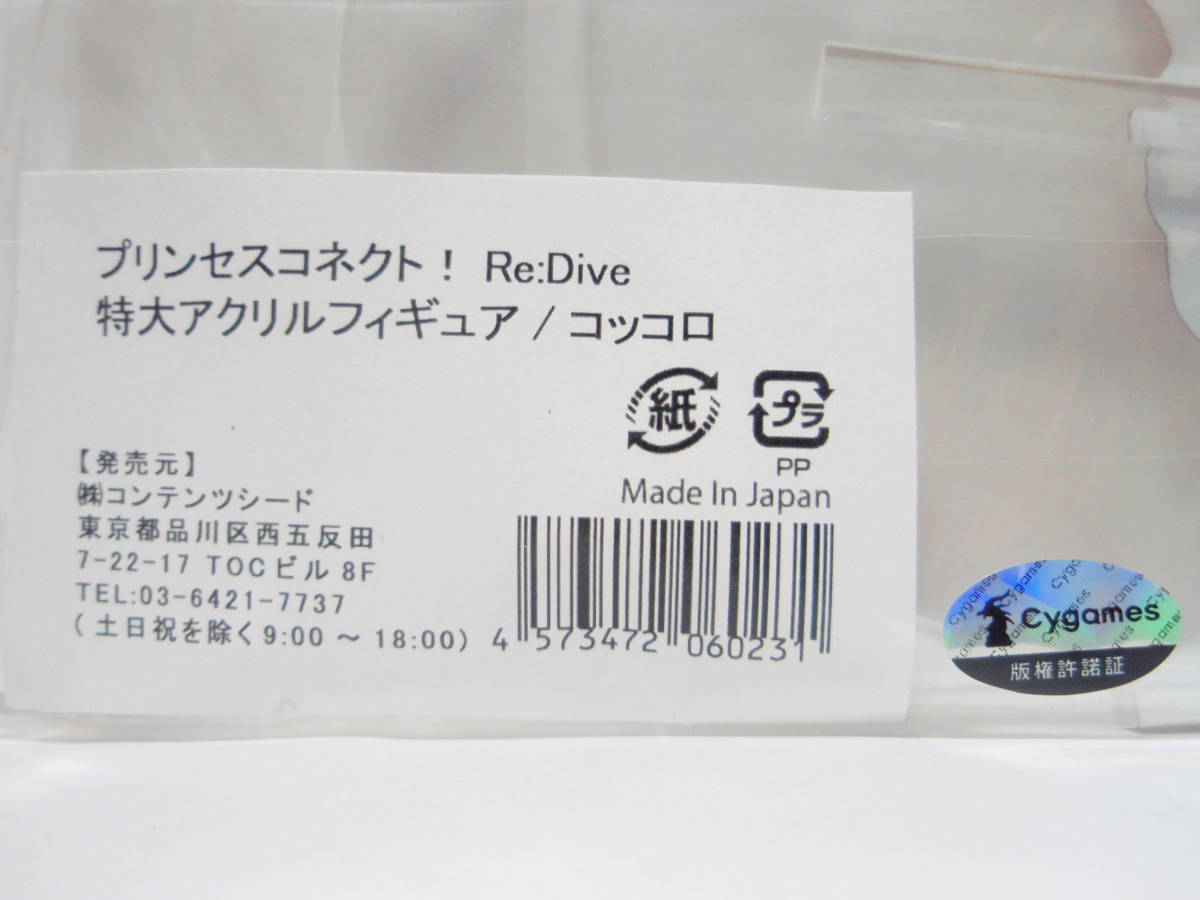 プリンセスコネクト！ Re:Dive
特大アクリルフィギュア / コッコロ
紙
プラ
PP
Made In Japan
【発売元】
㈱コンテンツシード
東京都品川区西五反田
7-22-17 TOCビル 8F
TEL:03-6421-7737
(土日祝を除く9:00 ～ 18:00)
4 573472 060231
Cygames
版権許諾証